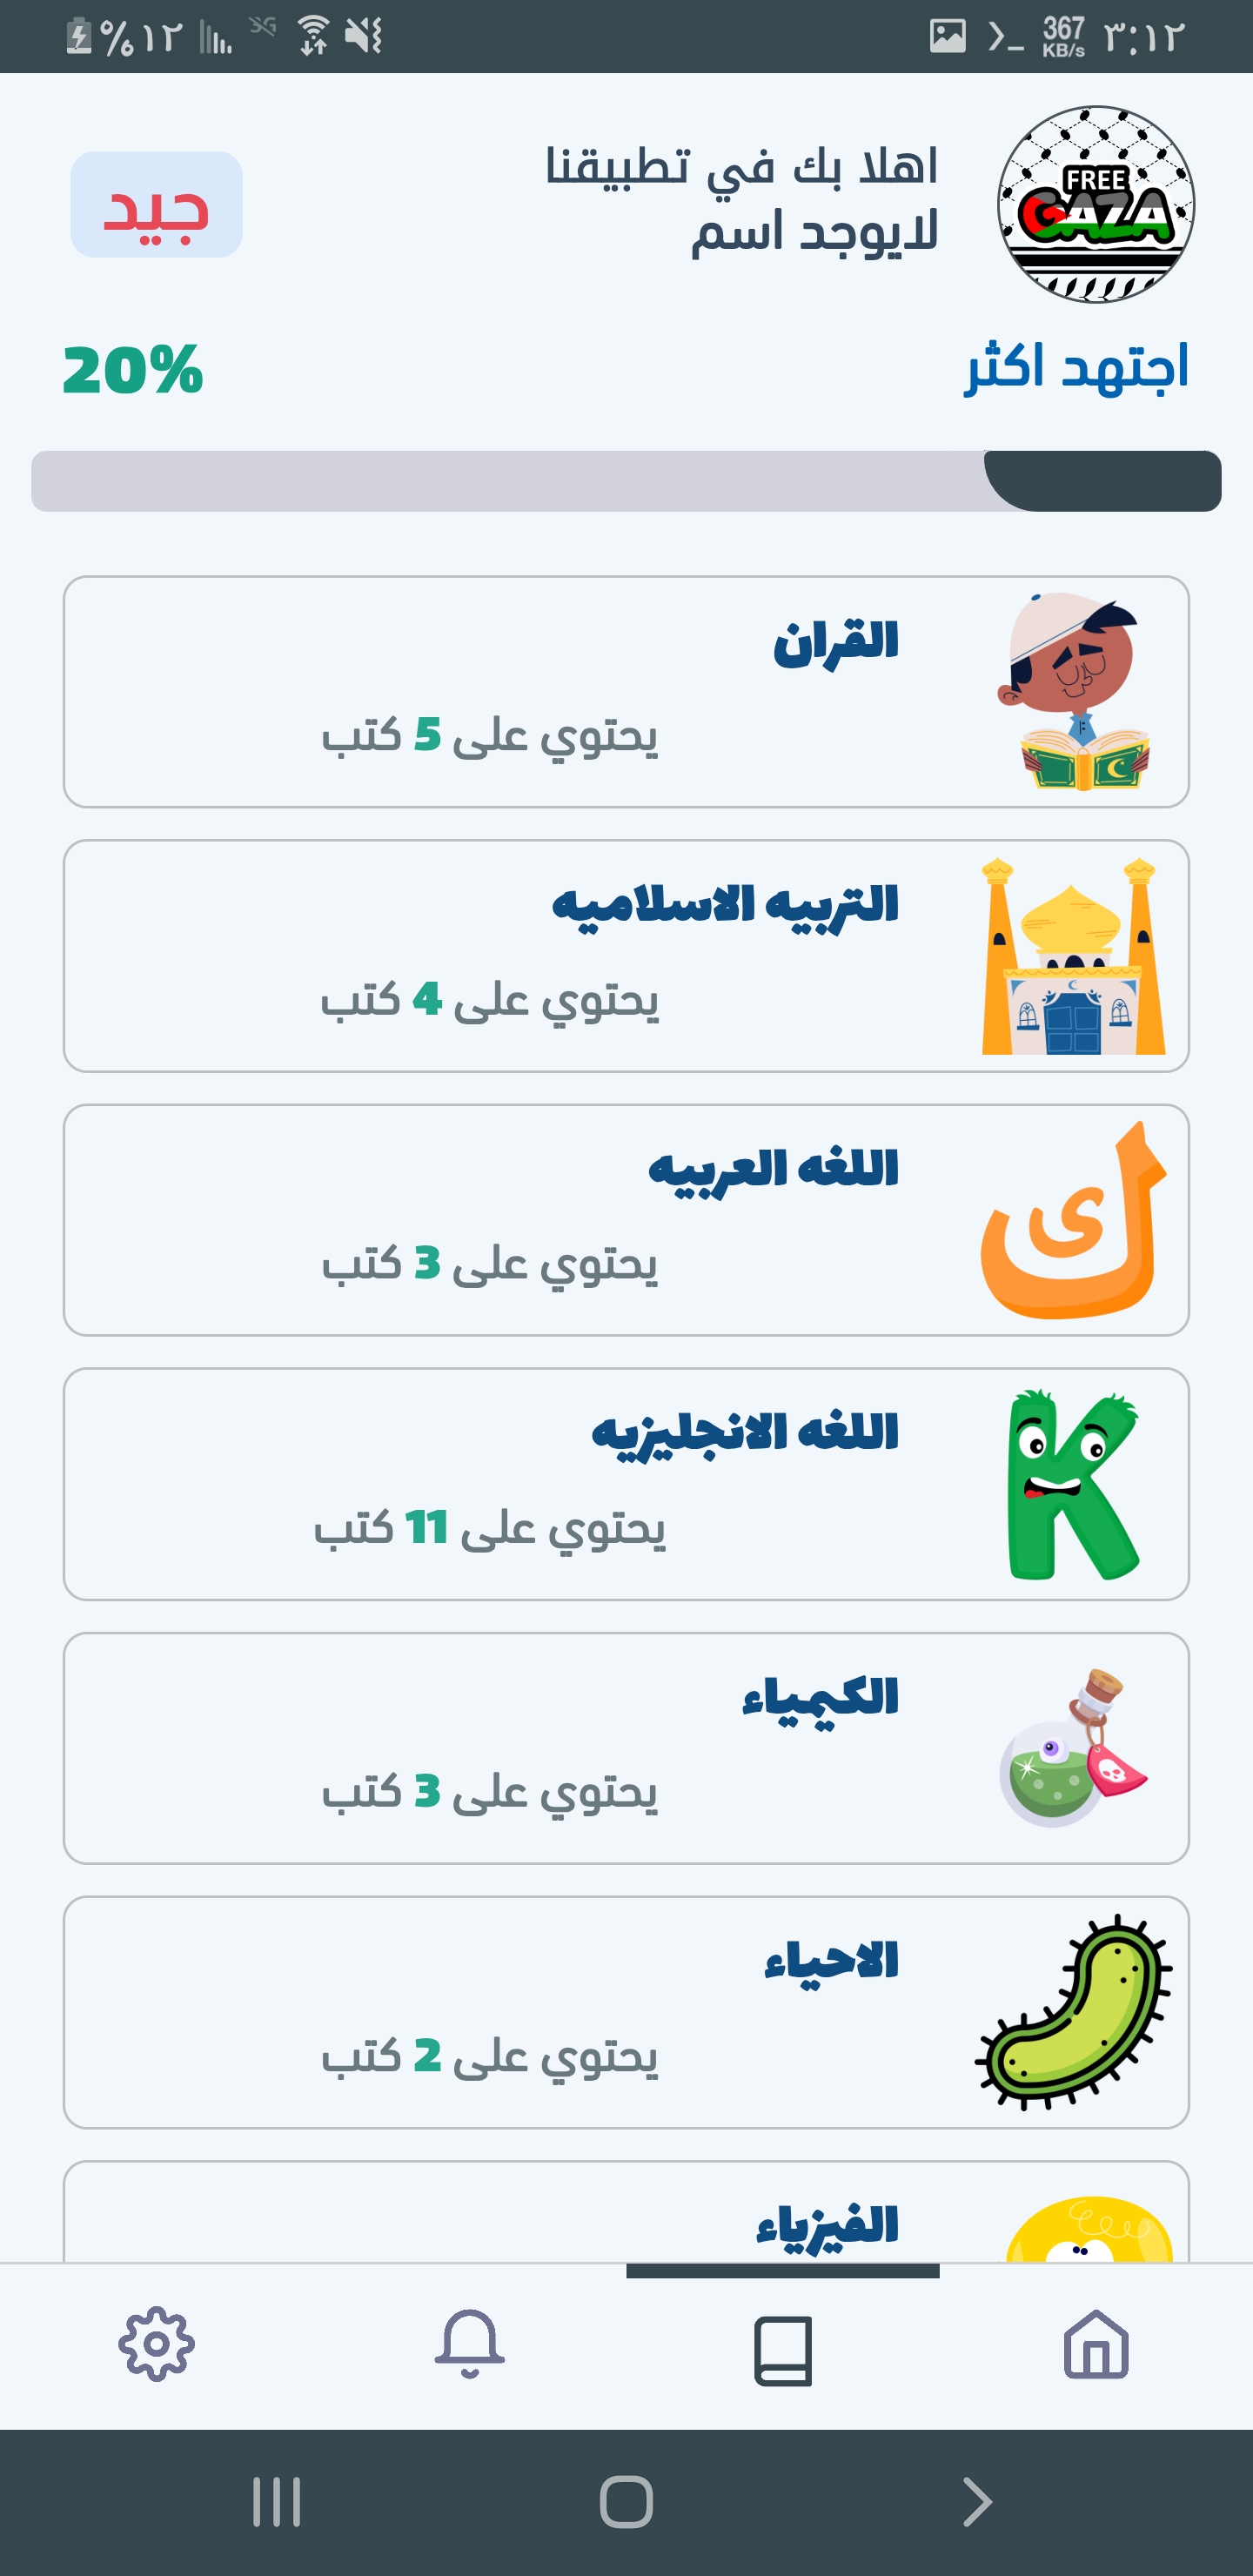 ٣:١٢
367
KB/s
3G
%١٢
FREE
GAZA
اهلا بك في تطبيقنا
لايوجد اسم
جيد
اجتهد اكثر
20%
القران
يحتوي على 5 كتب
التربيه الاسلاميه
يحتوي على 4 كتب
ك
اللغه العربيه
يحتوي على 3 كتب
K
اللغه الانجليزيه
يحتوي على 11 كتب
الكيمياء
يحتوي على 3 كتب
الاحياء
يحتوي على 2 كتب
الفيزياء